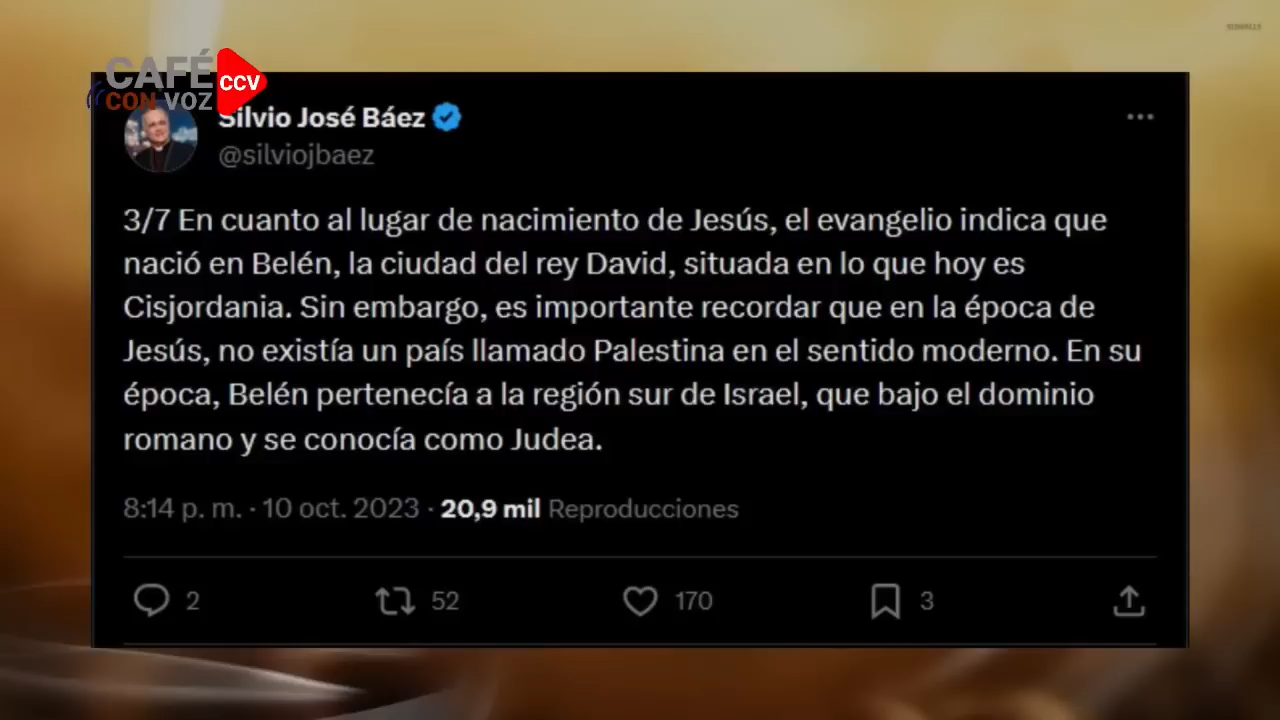 CAFÉ
CON VOZ
CCV
Silvio José Báez
@silviojbaez
3/7 En cuanto al lugar de nacimiento de Jesús, el evangelio indica que
nació en Belén, la ciudad del rey David, situada en lo que hoy es
Cisjordania. Sin embargo, es importante recordar que en la época de
Jesús, no existía un país llamado Palestina en el sentido moderno. En su
época, Belén pertenecía a la región sur de Israel, que bajo el dominio
romano y se conocía como Judea.
8:14 p. m. · 10 oct. 2023 · 20,9 mil Reproducciones
2 52 170 3